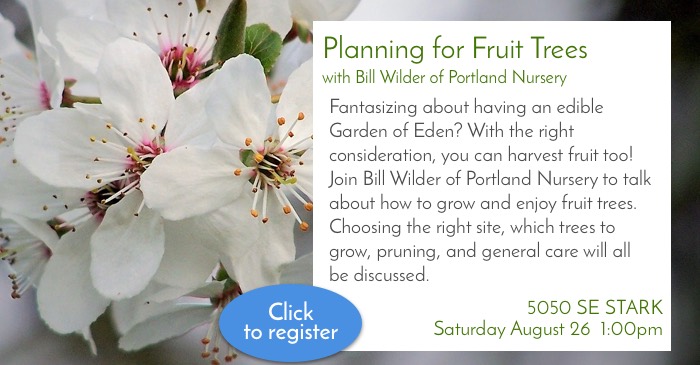 Planning for Fruit Trees
with Bill Wilder of Portland Nursery
Fantasizing about having an edible
Garden of Eden? With the right
consideration, you can harvest fruit too!
Join Bill Wilder of Portland Nursery to talk
about how to grow and enjoy fruit trees.
Choosing the right site, which trees to
grow, pruning, and general care will all
be discussed.
5050 SE STARK
Saturday August 26 1:00pm
Click
to register